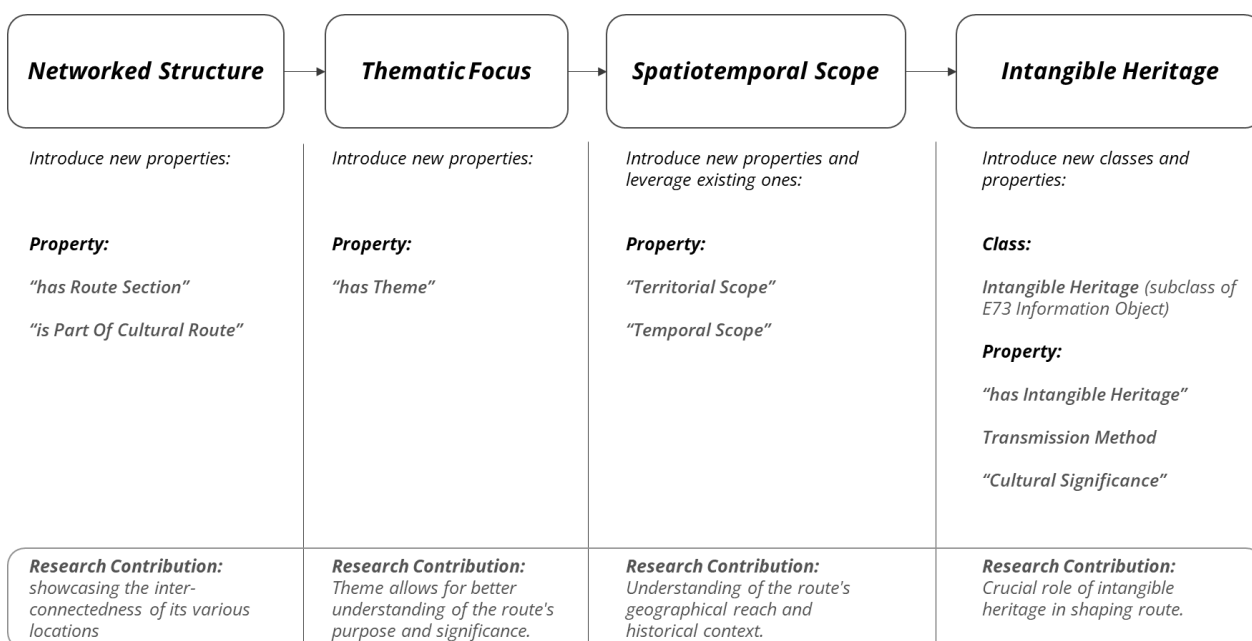 Networked Structure
Thematic Focus
Spatiotemporal Scope
Intangible Heritage
Introduce new properties:
Property:
“has Route Section”
“is Part Of Cultural Route”
Research Contribution:
showcasing the inter-
connectedness of its various
locations
Introduce new properties:
Property:
“has Theme”
Research Contribution:
Theme allows for better
understanding of the route's
purpose and significance.
Introduce new properties and
leverage existing ones:
Property:
“Territorial Scope”
“Temporal Scope”
Research Contribution:
Understanding of the route's
geographical reach and
historical context.
Introduce new classes and
properties:
Class:
Intangible Heritage (subclass of
E73 Information Object)
Property:
“has Intangible Heritage”
Transmission Method
“Cultural Significance”
Research Contribution:
Crucial role of intangible
heritage in shaping route.